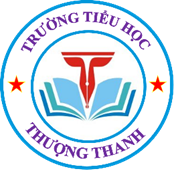 TRƯỜNG TIỂU HỌC
THƯỢNG THANH